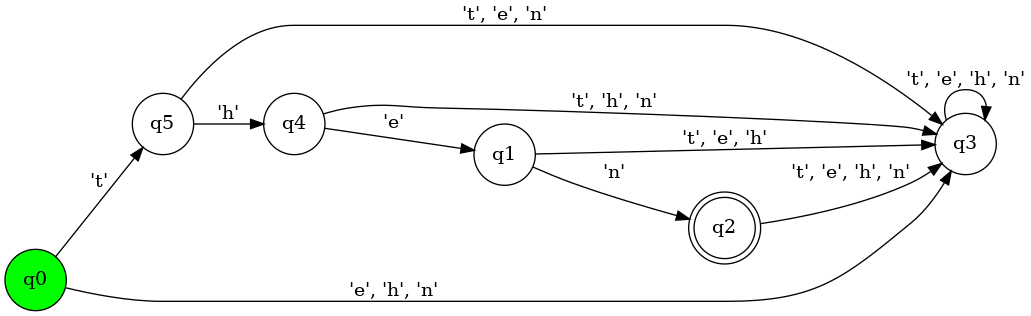 't', 'e', 'n'
't', 'e', 'h', 'n'
q5
'h'
q4
't', 'h', 'n'
'e'
q1
't', 'e', 'h'
q3
't'
'n'
't', 'e', 'h', 'n'
q2
q0
'e', 'h', 'n'